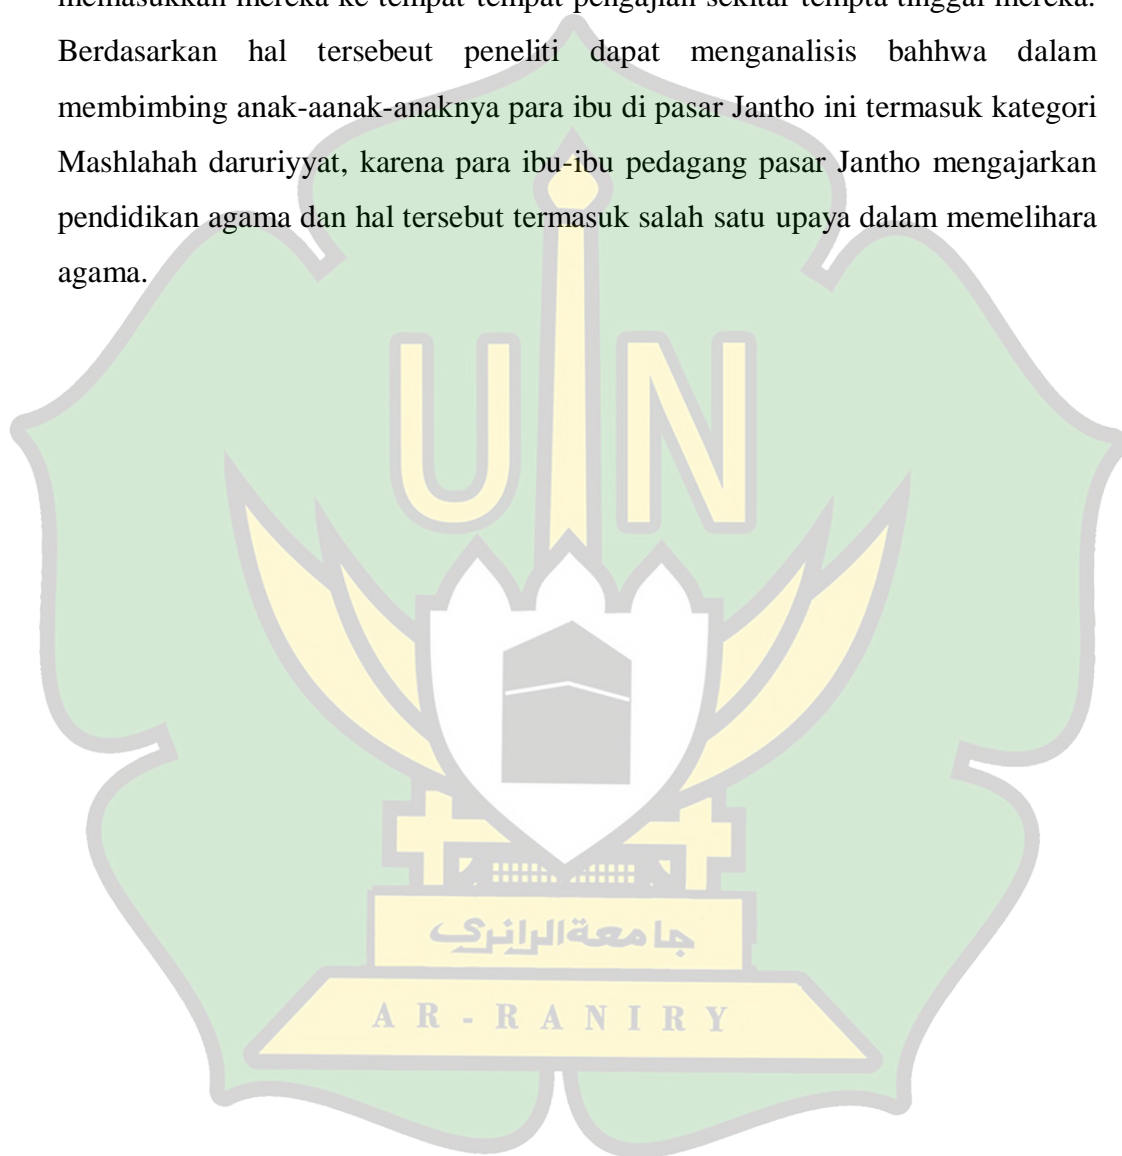 memasukkan mereka ke tempat-tempat pengajian sekitar tempta tinggal mereka.
Berdasarkan hal tersebeut peneliti dapat menganalisis bahhwa dalam
membimbing anak-aanak-anaknya para ibu di pasar Jantho ini termasuk kategori
Mashlahah daruriyyat, karena para ibu-ibu pedagang pasar Jantho mengajarkan
pendidikan agama dan hal tersebut termasuk salah satu upaya dalam memelihara
agama.
UIN
جامعةالرانري
AR-RANIRY